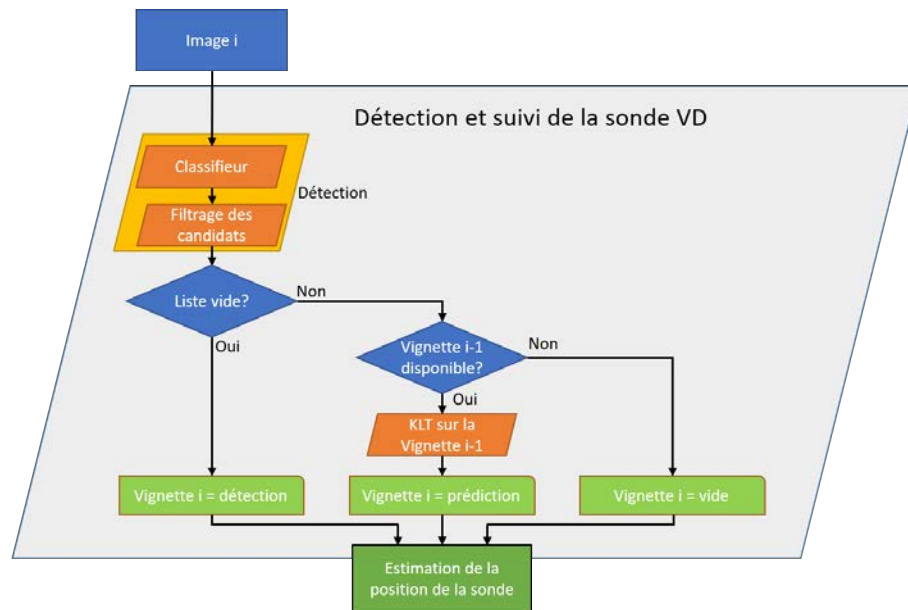 Image i
Détection et suivi de la sonde VD
Classifieur
Détection
Filtrage des
candidats
Liste vide?
Non
Oui
Vignette i-1
disponible?
Non
Oui
KLT sur la
Vignette i-1
Vignette i = détection
Vignette i = prédiction
Vignette i = vide
Estimation de la
position de la sonde